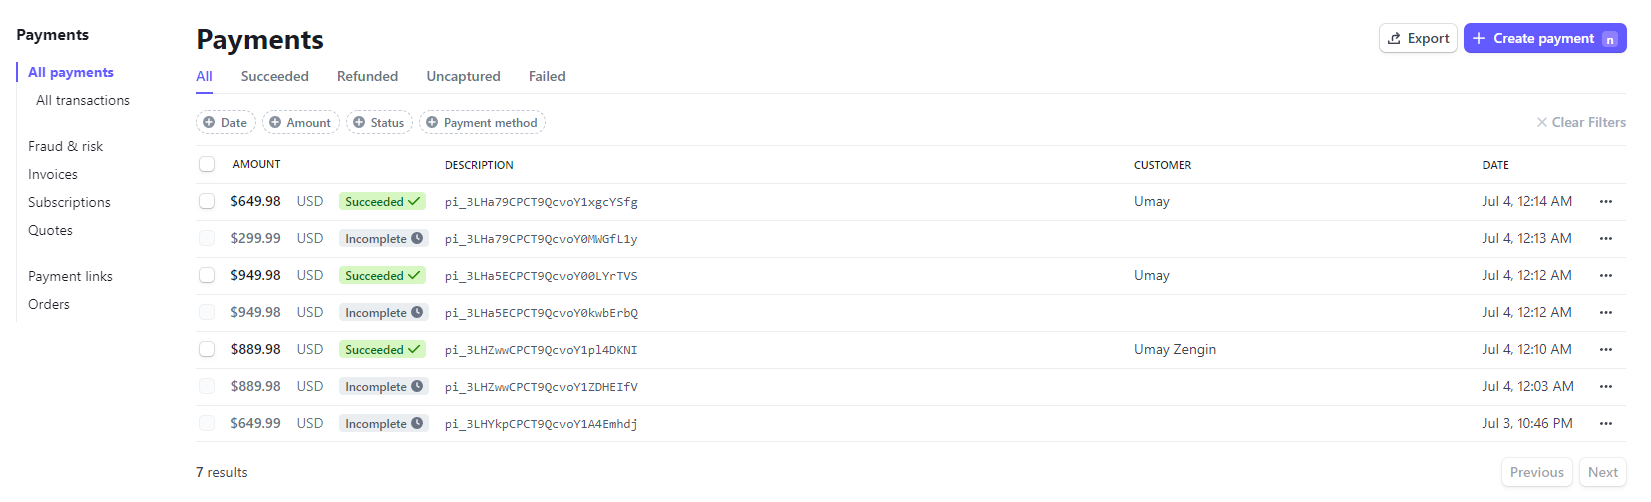 Payments
All payments
All transactions
Fraud & risk
Invoices
Subscriptions
Quotes
Payment links
Orders
Payments
Export
Create payment n
All Succeeded Refunded Uncaptured Failed
Date Amount Status Payment method
Clear Filters
AMOUNT DESCRIPTION CUSTOMER DATE
$649.98 USD Succeeded pi_3LHa79CPCT9QcvoY1xgcYSfg Umay Jul 4, 12:14 AM
$299.99 USD Incomplete pi_3LHa79CPCT9QcvoY0MWGfL1y Jul 4, 12:13 AM
$949.98 USD Succeeded pi_3LHa5ECPCT9QcvoY00LYrTVS Umay Jul 4, 12:12 AM
$949.98 USD Incomplete pi_3LHa5ECPCT9QcvoY0kwbErbQ Jul 4, 12:12 AM
$889.98 USD Succeeded pi_3LHZwwCPCT9QcvoY1pl4DKNI Umay Zengin Jul 4, 12:10 AM
$889.98 USD Incomplete pi_3LHZwwCPCT9QcvoY1ZDHEIfV Jul 4, 12:03 AM
$649.99 USD Incomplete pi_3LHYkpCPCT9QcvoY1A4Emhdj Jul 3, 10:46 PM
7 results
Previous Next